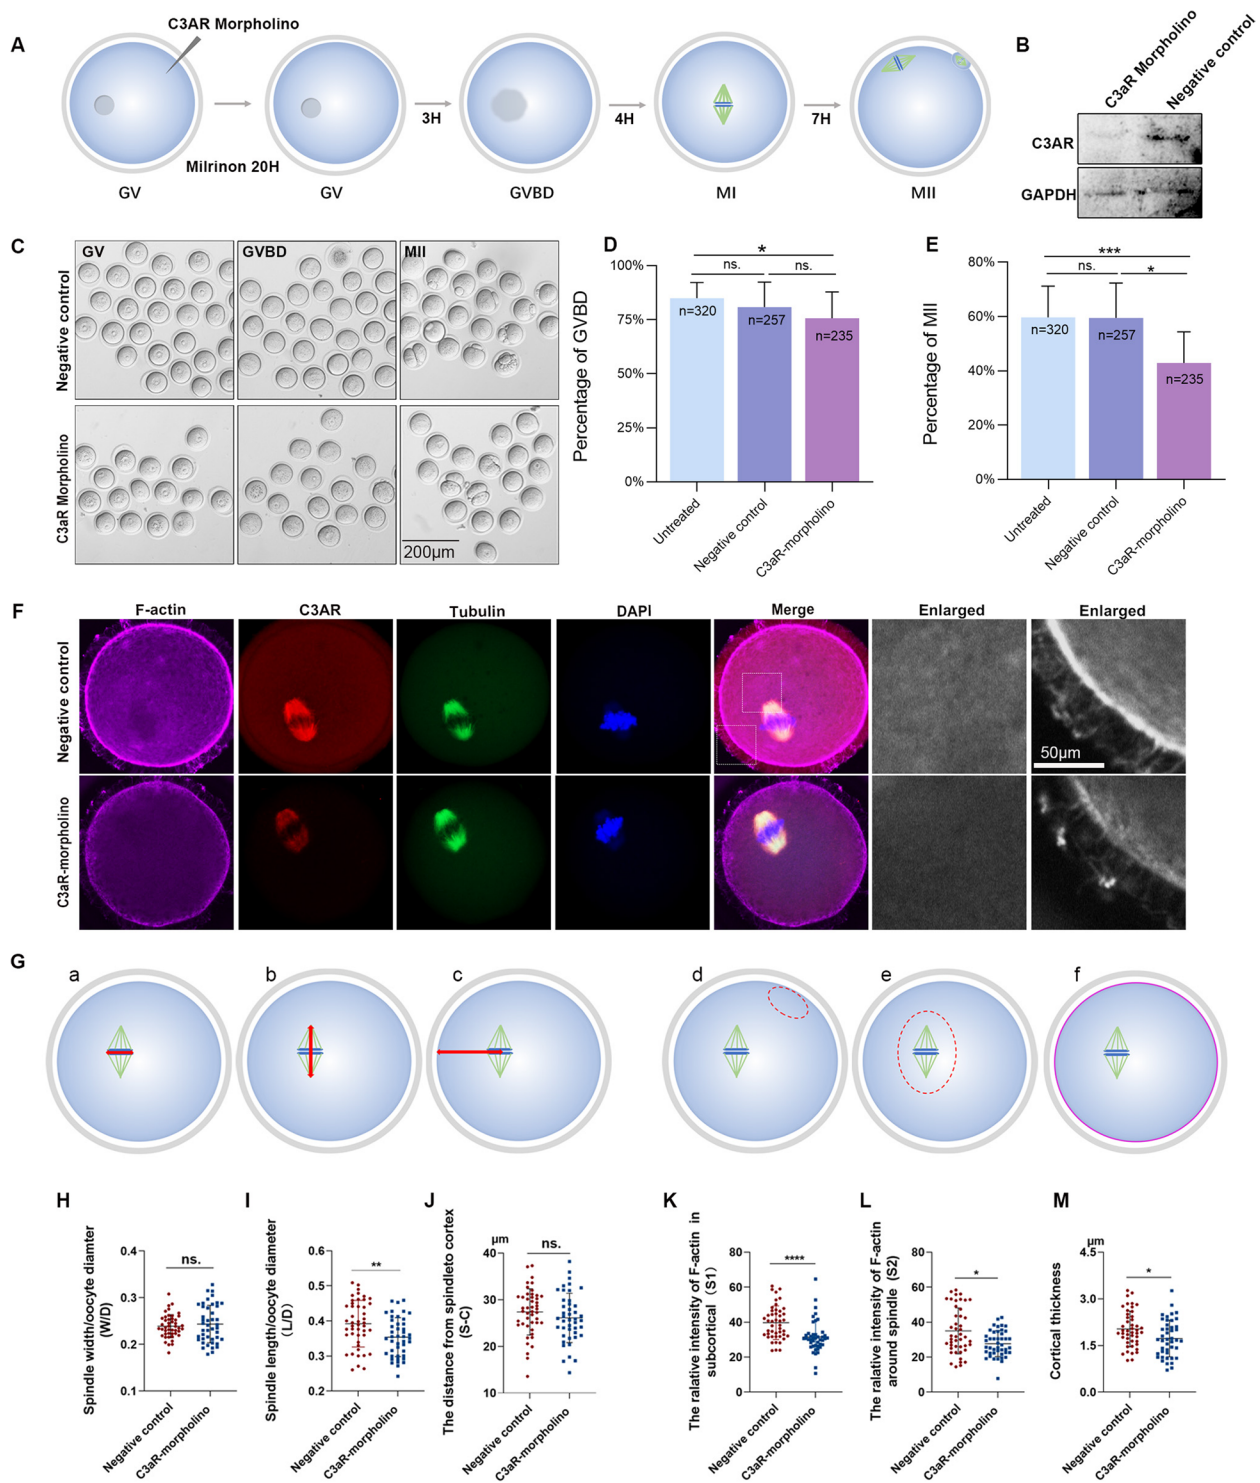 A
C3AR Morpholino
3H
4H
7H
Milrinon 20H
GV
GV
GVBD
MI
MII
B
C3aR Morpholino
Negative control
C3AR
GAPDH
C
GV
GVBD
MII
Negative control
C3aR Morpholino
200μm
D
Percentage of GVBD
100%
75%
50%
25%
0%
*
ns.
ns.
n=320
n=257
n=235
Untreated
Negative control
C3aR-morpholino
E
Percentage of MII
80%
60%
40%
20%
0%
***
ns.
*
n=320
n=257
n=235
Untreated
Negative control
C3aR-morpholino
F
F-actin
C3AR
Tubulin
DAPI
Merge
Enlarged
Enlarged
Negative control
C3aR-morpholino
50μm
G
a
b
c
d
e
f
H
Spindle width/oocyte diamter
(W/D)
0.4
0.3
0.2
0.1
ns.
Negative control
C3aR-morpholino
I
Spindle length/oocyte diameter
(L/D)
0.6
0.5
0.4
0.3
0.2
**
Negative control
C3aR-morpholino
J
The distance from spindleto cortex
(S-C)
μm
40
30
20
10
ns.
Negative control
C3aR-morpholino
K
The ralative intensity of F-actin in
subcortical (S1)
80
60
40
20
0
****
Negative control
C3aR-morpholino
L
The ralative intensity of F-actin
around spindle (S2)
80
60
40
20
0
*
Negative control
C3aR-morpholino
M
Cortical thickness
μm
4.5
3.0
1.5
0.0
*
Negative control
C3aR-morpholino